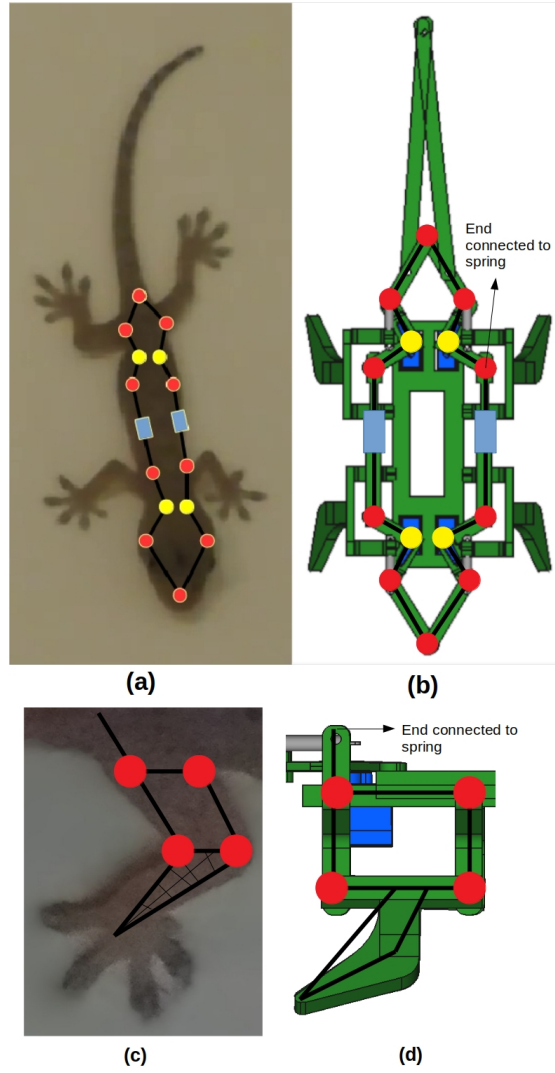 End
connected to
spring
(a)
(b)
End connected to
spring
(c)
(d)